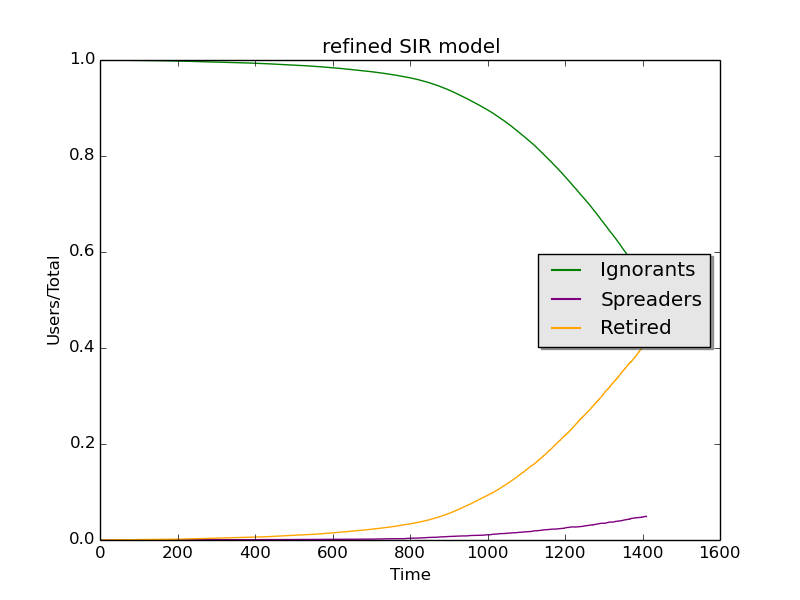 refined SIR model
1.0
0.8
0.6
0.4
0.2
0.0
Users/Total
Ignorants
Spreaders
Retired
0 200 400 600 800 1000 1200 1400 1600
Time